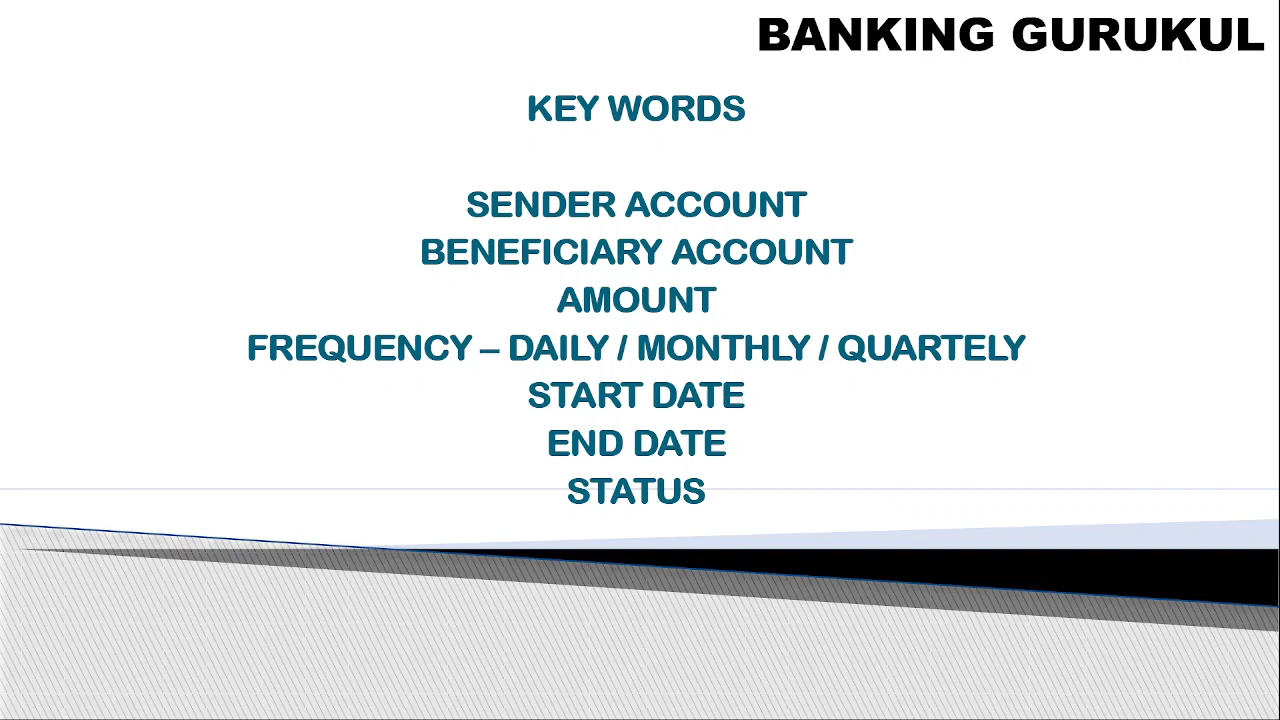 BANKING GURUKUL
KEY WORDS
SENDER ACCOUNT
BENEFICIARY ACCOUNT
AMOUNT
FREQUENCY – DAILY / MONTHLY / QUARTELY
START DATE
END DATE
STATUS